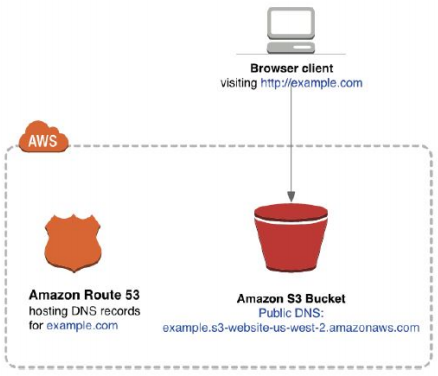 Browser client
visiting http://example.com
AWS
Amazon Route 53
hosting DNS records
for example.com
Amazon S3 Bucket
Public DNS:
example.s3-website-us-west-2.amazonaws.com